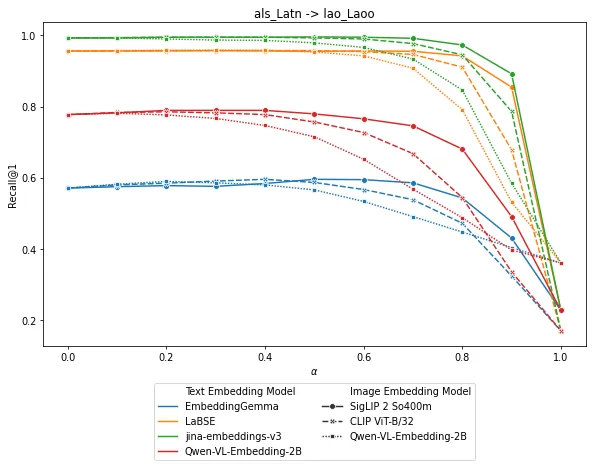 als_Latn -> lao_Laoo
Recall@1
1.0
0.8
0.6
0.4
0.2
0.0 0.2 0.4 0.6 0.8 1.0
α
Text Embedding Model Image Embedding Model
EmbeddingGemma SigLIP 2 So400m
LaBSE CLIP ViT-B/32
jina-embeddings-v3 Qwen-VL-Embedding-2B
Qwen-VL-Embedding-2B